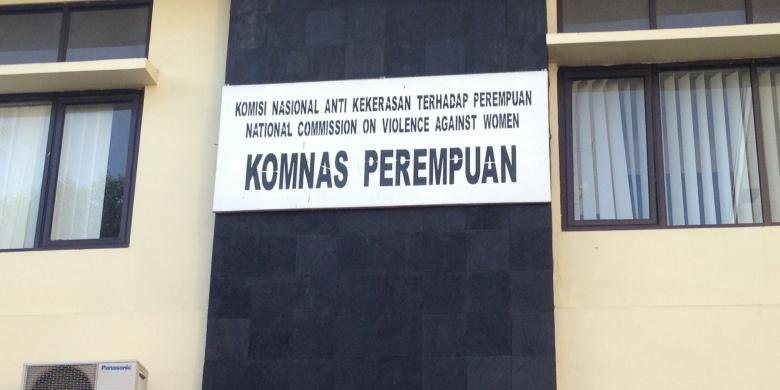 KOMISI NASIONAL ANTI KEKERASAN TERHADAP PEREMPUAN
NATIONAL COMMISSION ON VIOLENCE AGAINST WOMEN
KOMNAS PEREMPUAN
Panasonic